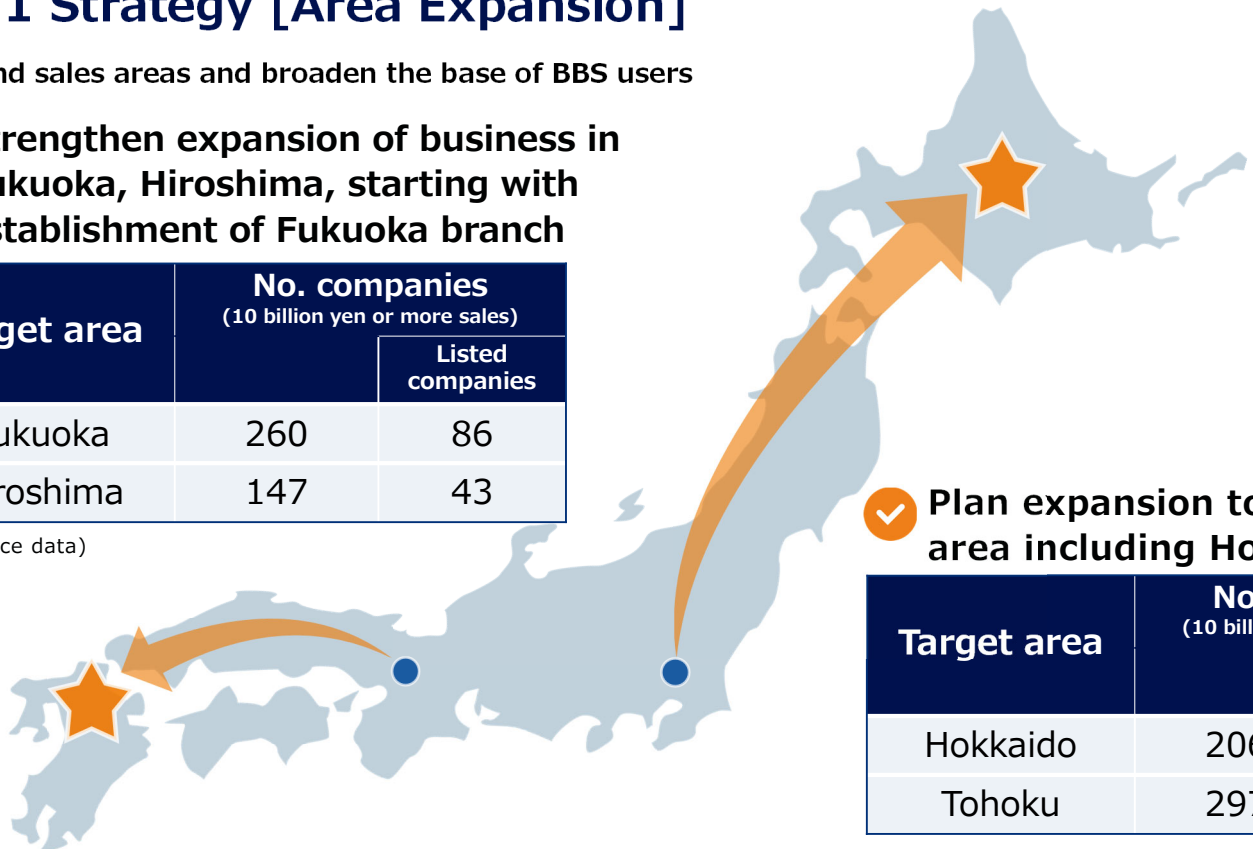 1 Strategy [Area Expansion]
nd sales areas and broaden the base of BBS users
trengthen expansion of business in
ukuoka, Hiroshima, starting with
stablishment of Fukuoka branch
get area
No. companies
(10 billion yen or more sales)
Listed
companies
ukuoka 260 86
roshima 147 43
ce data)
Plan expansion to
area including Ho
Target area
No
(10 bill
Hokkaido 206
Tohoku 297